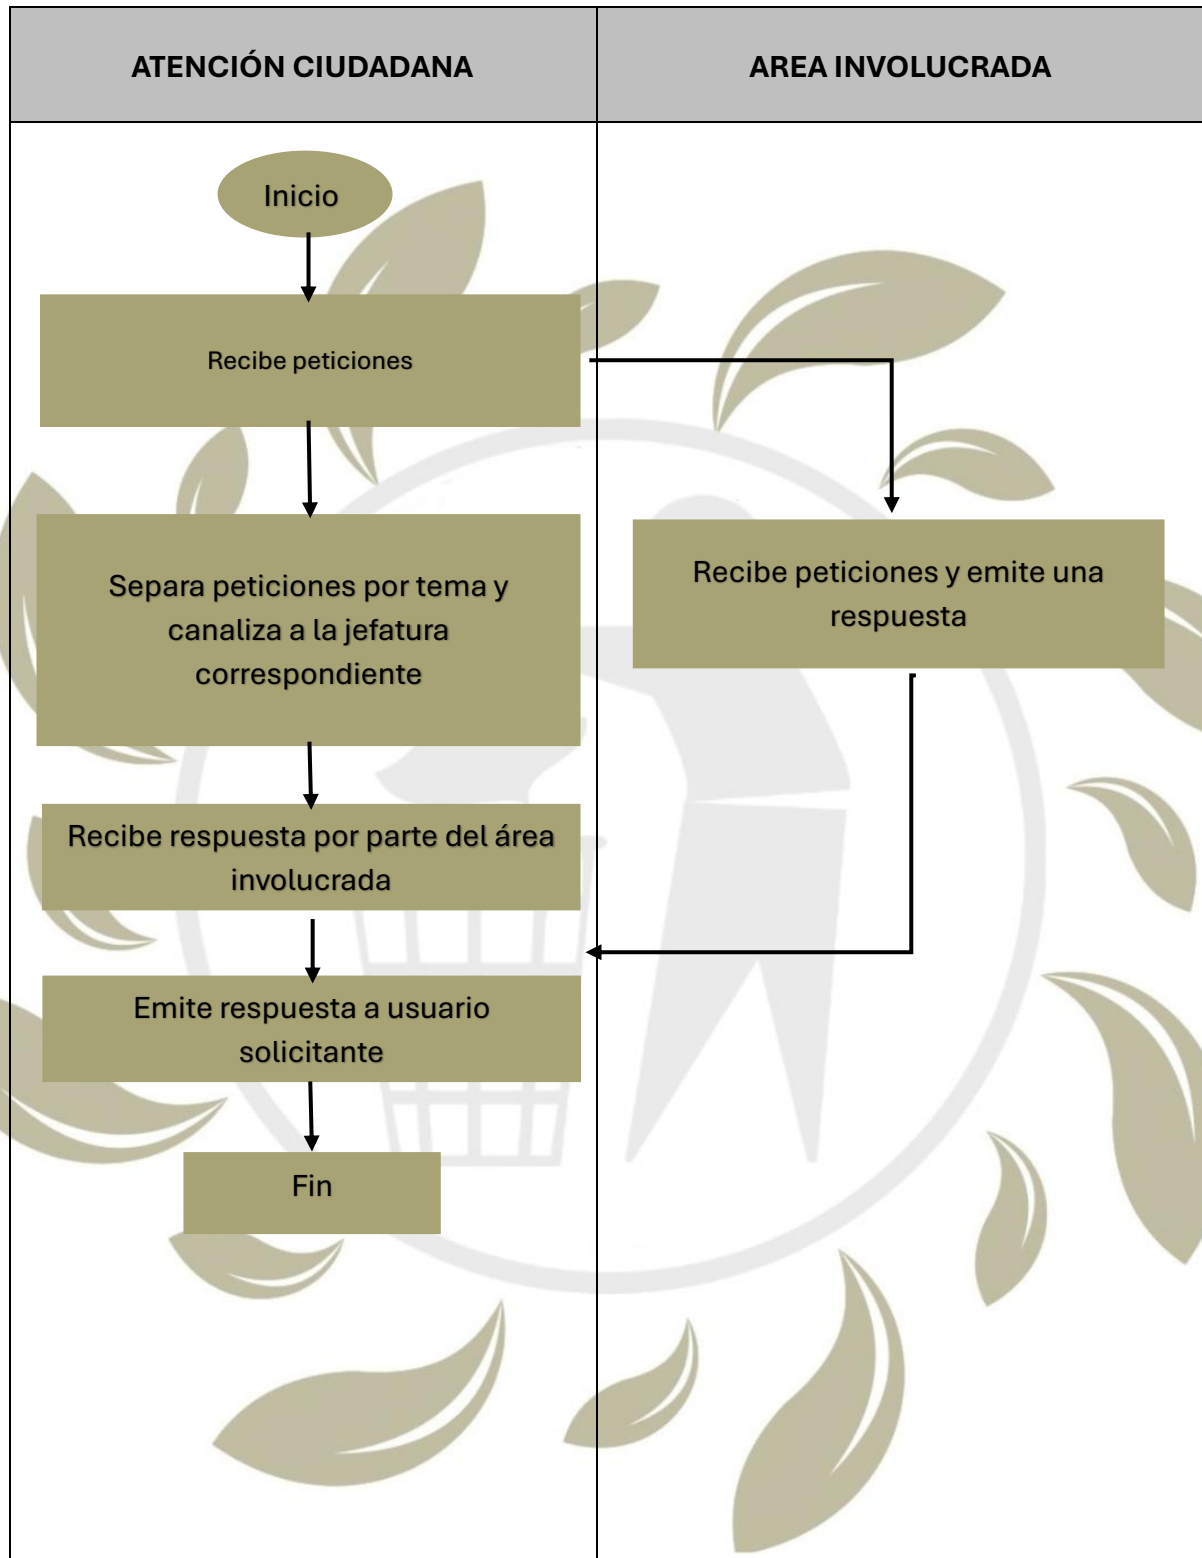 ATENCIÓN CIUDADANA
AREA INVOLUCRADA
Inicio
Recibe peticiones
Separa peticiones por tema y
canaliza a la jefatura
correspondiente
Recibe peticiones y emite una
respuesta
Recibe respuesta por parte del área
involucrada
Emite respuesta a usuario
solicitante
Fin